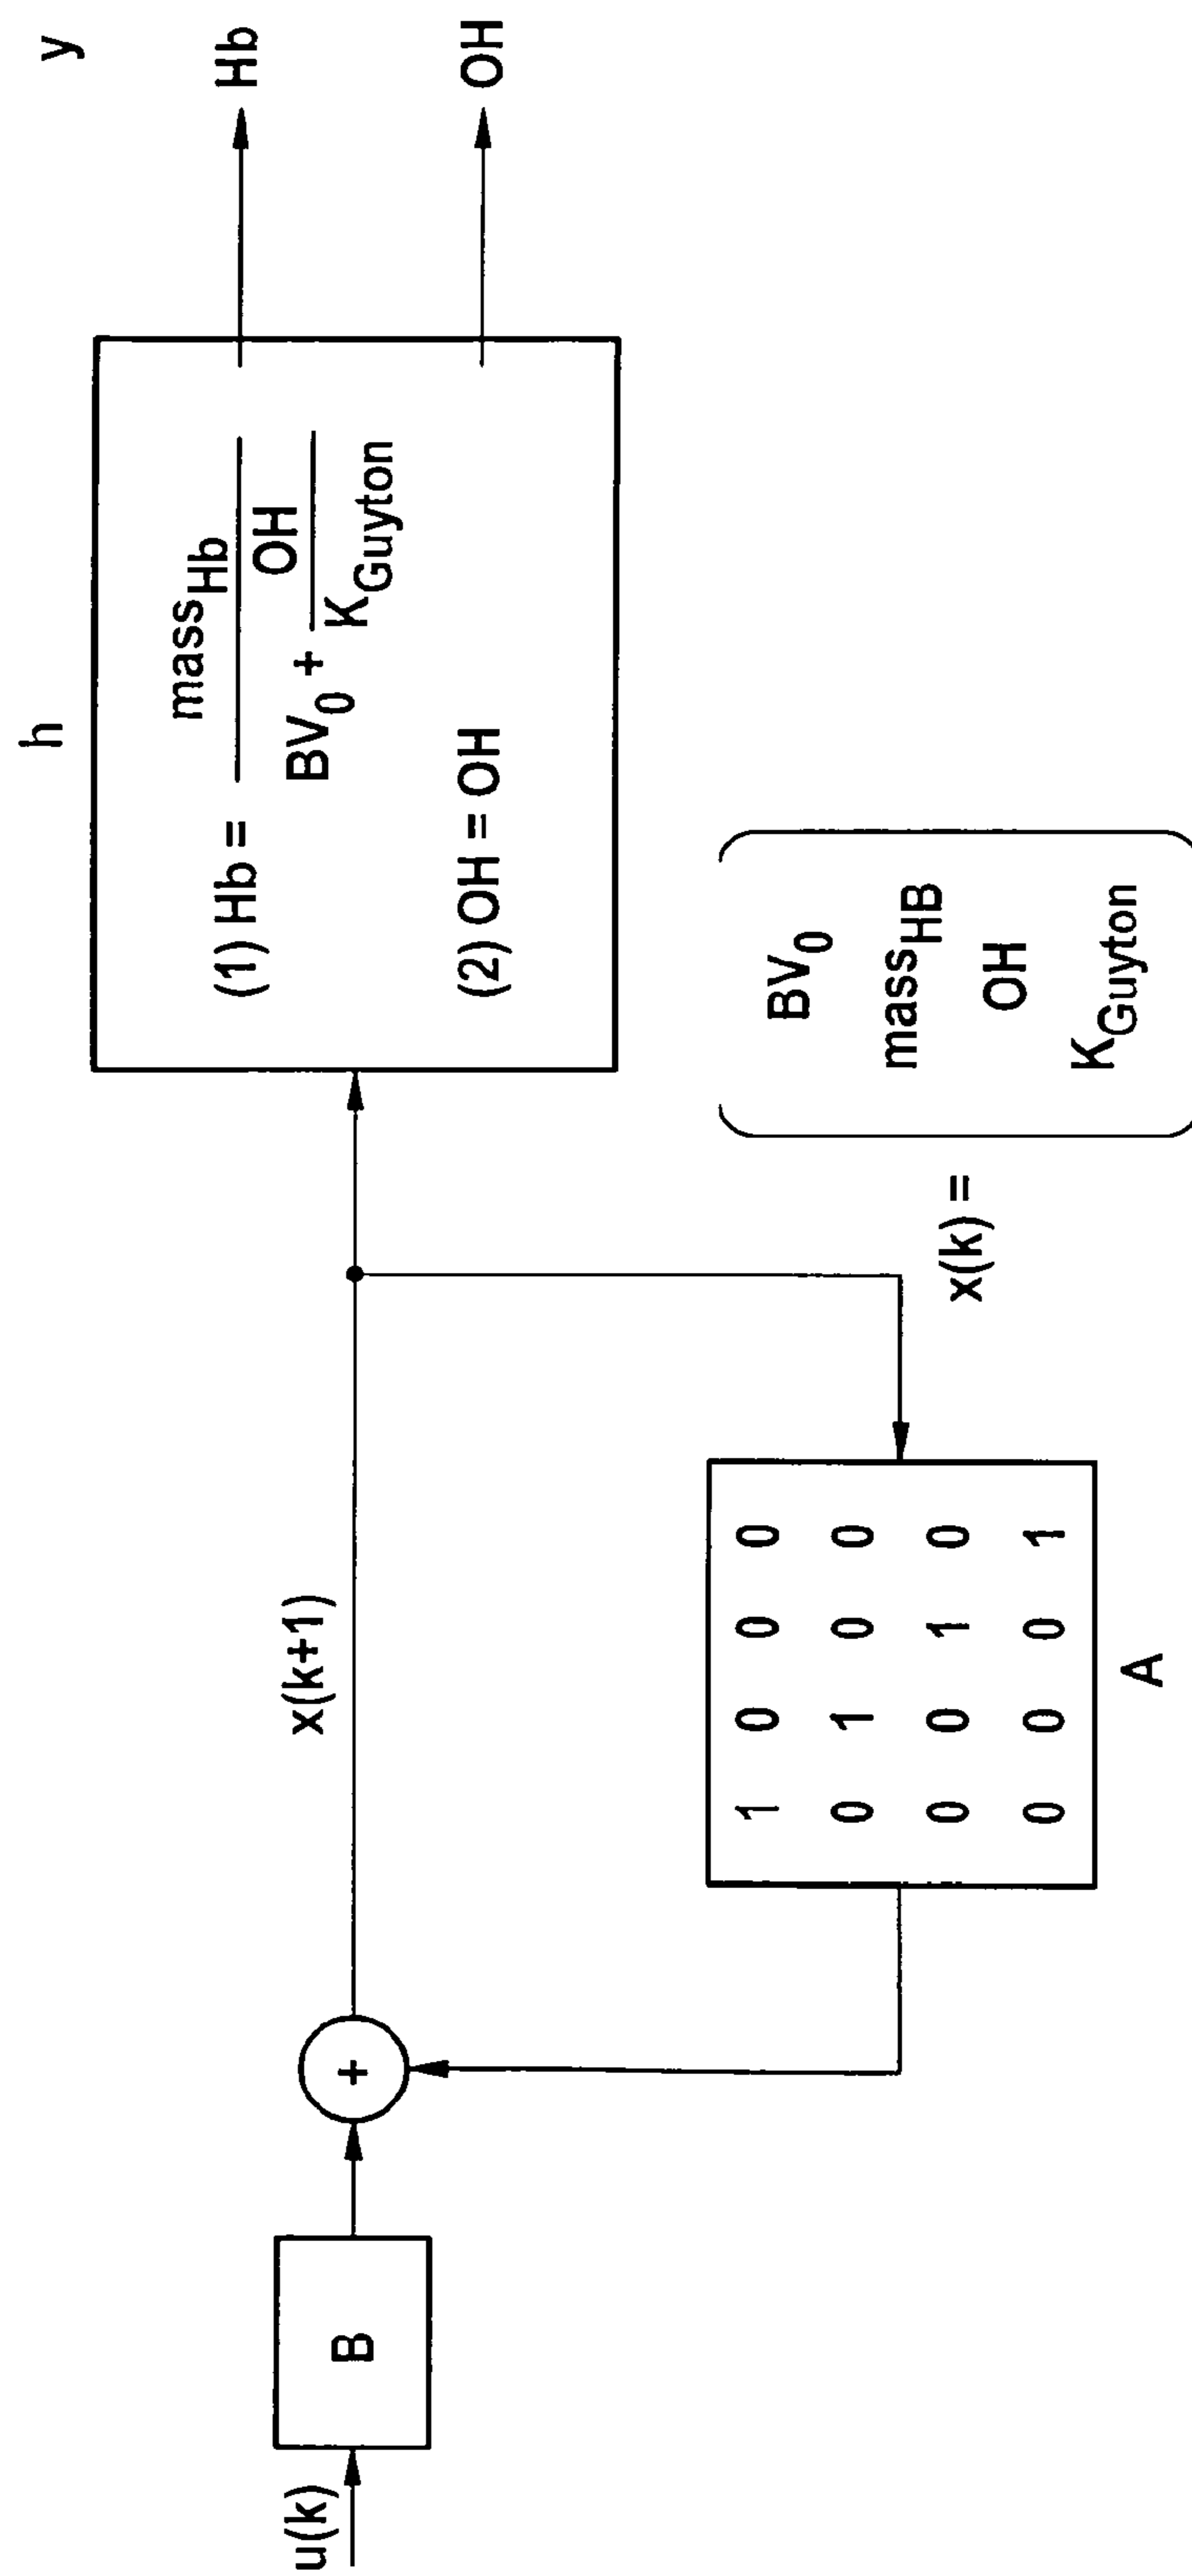 h
y
(1) Hb = mass_Hb / (BV_0 + OH / K_Guyton)
Hb
(2) OH = OH
OH
u(k)
B
+
x(k+1)
1 0 0 0
0 1 0 0
0 0 1 0
0 0 0 1
A
x(k) =
BV_0
mass_HB
OH
K_Guyton